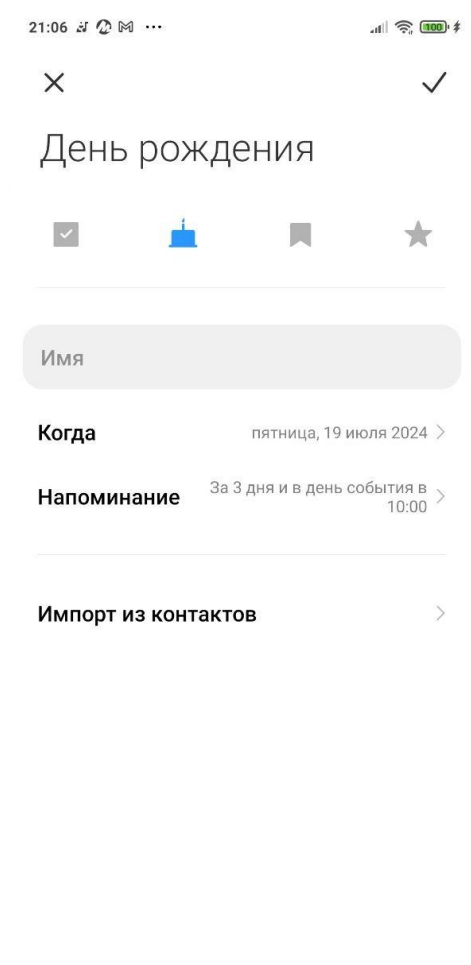 21:06 ...
100
День рождения
Имя
Когда пятница, 19 июля 2024
Напоминание За 3 дня и в день события в
10:00
Импорт из контактов